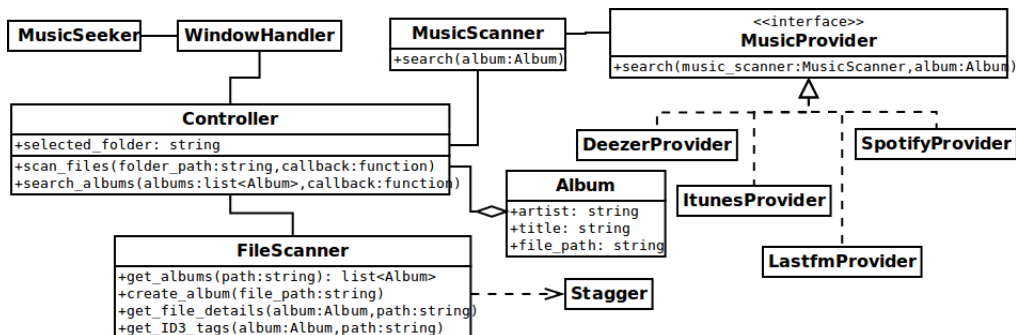 MusicSeeker
WindowHandler
MusicScanner
+search(album:Album)
<<interface>>
MusicProvider
+search(music_scanner:MusicScanner,album:Album)
Controller
+selected_folder: string
+scan_files(folder_path:string,callback:function)
+search_albums(albums:list<Album>,callback:function)
DeezerProvider
SpotifyProvider
ItunesProvider
LastfmProvider
Album
+artist: string
+title: string
+file_path: string
FileScanner
+get_albums(path:string): list<Album>
+create_album(file_path:string)
+get_file_details(album:Album,path:string)
+get_ID3_tags(album:Album,path:string)
Stagger